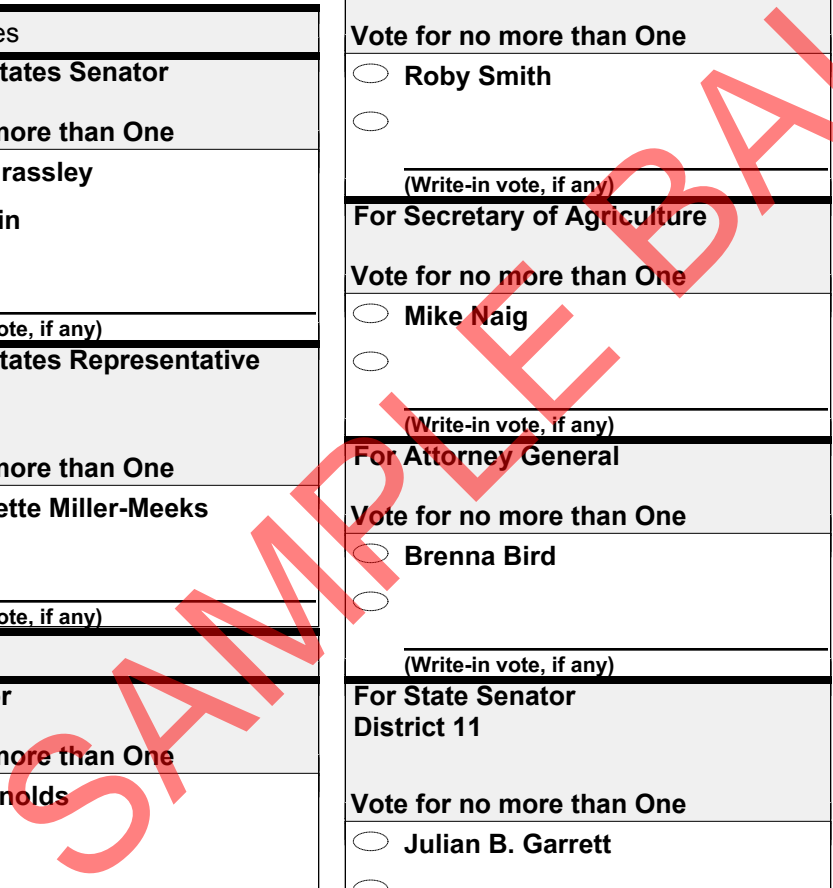 es
tates Senator
more than One
rassley
in
ote, if any)
tates Representative
more than One
ette Miller-Meeks
ote, if any)
r
more than One
nolds
Vote for no more than One
Roby Smith
(Write-in vote, if any)
For Secretary of Agriculture
Vote for no more than One
Mike Naig
(Write-in vote, if any)
For Attorney General
Vote for no more than One
Brenna Bird
(Write-in vote, if any)
For State Senator
District 11
Vote for no more than One
Julian B. Garrett
SAMPLE BAL